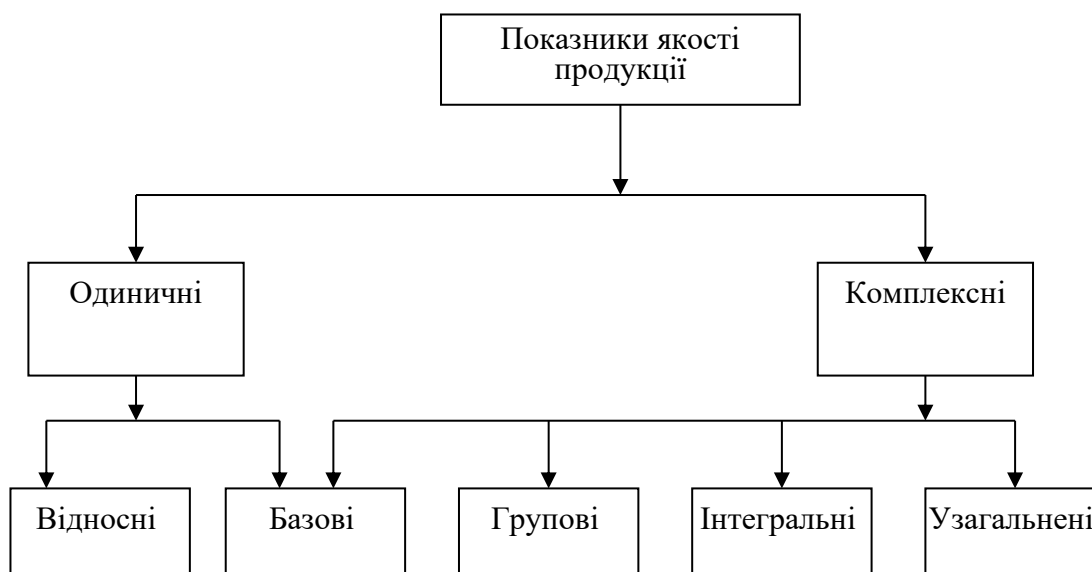 Показники якості
продукції
Одиничні
Комплексні
Відносні
Базові
Групові
Інтегральні
Узагальнені